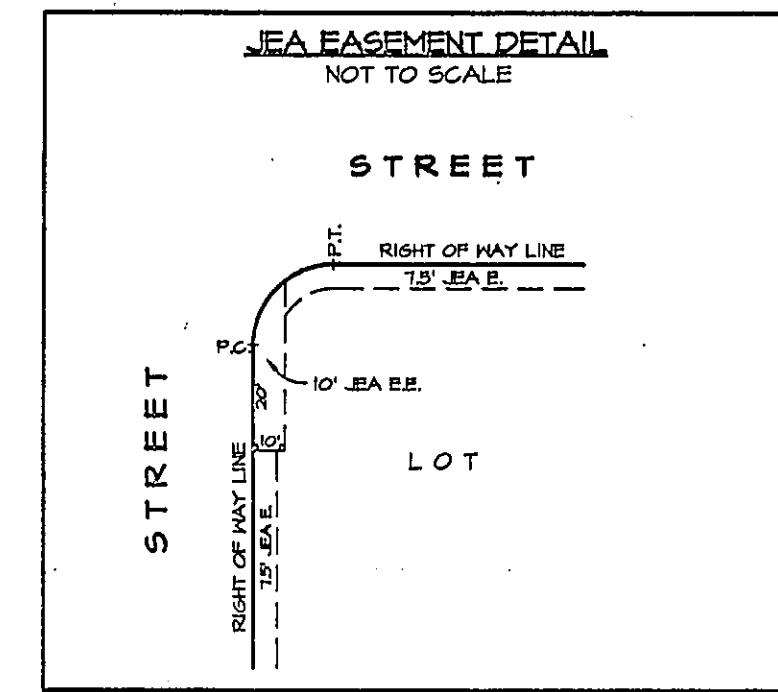 JEA EASEMENT DETAIL
NOT TO SCALE
STREET
P.T.
RIGHT OF WAY LINE
7.5' JEA E.
P.C.
10' JEA E.E.
20'
STREET
10'
LOT
RIGHT OF WAY LINE
7.5' JEA E.